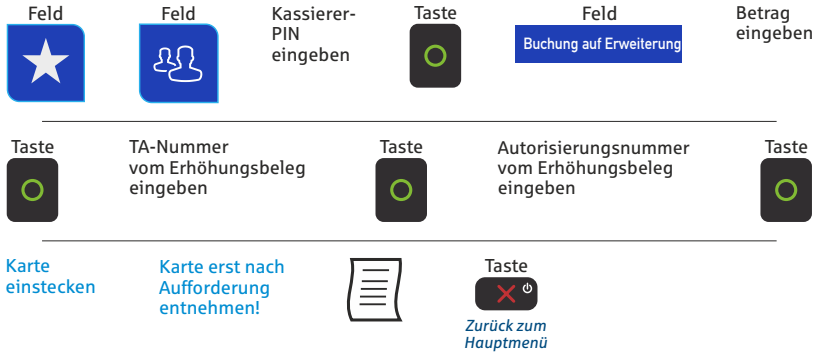 Feld
Feld
Kassierer-
PIN
eingeben
Taste
Feld
Buchung auf Erweiterung
Betrag
eingeben
Taste
TA-Nummer
vom Erhöhungsbeleg
eingeben
Taste
Autorisierungsnummer
vom Erhöhungsbeleg
eingeben
Taste
Karte
einstecken
Karte erst nach
Aufforderung
entnehmen!
Taste
Zurück zum
Hauptmenü